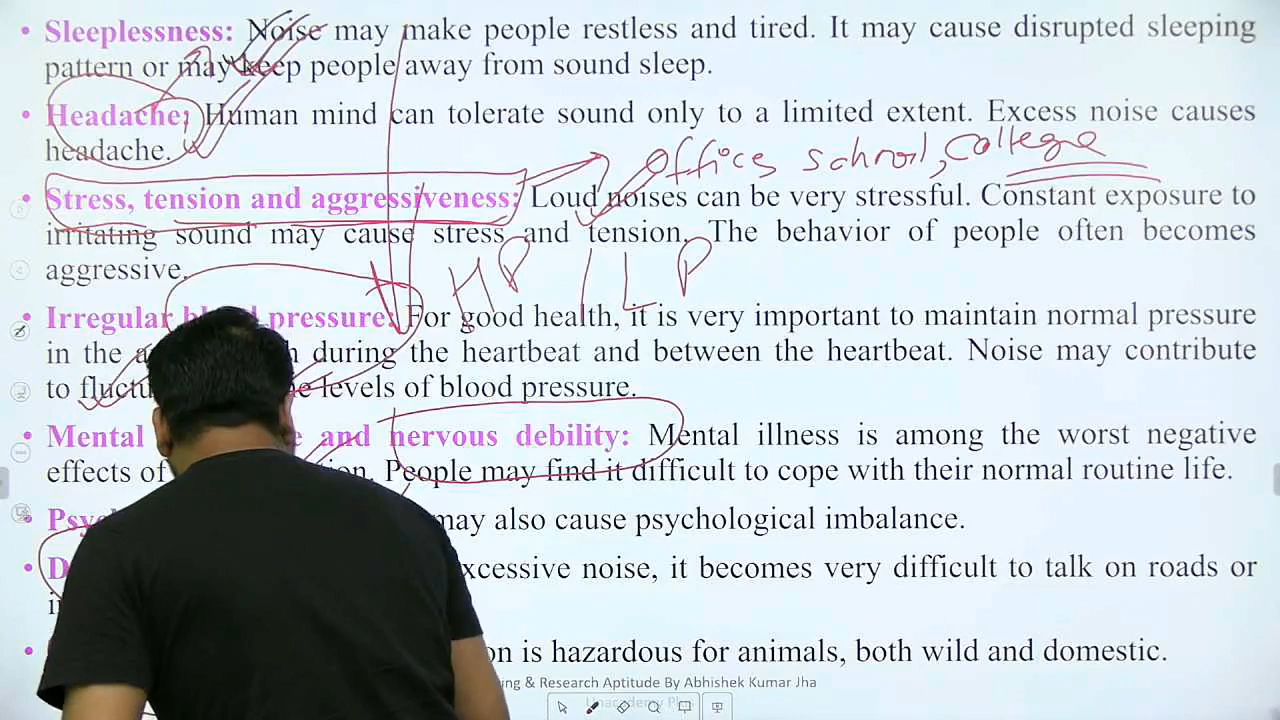 • Sleeplessness: Noise may make people restless and tired. It may cause disrupted sleeping
pattern or may keep people away from sound sleep.
• Headache: Human mind can tolerate sound only to a limited extent. Excess noise causes
headache.
office, school, college
• Stress, tension and aggressiveness: Loud noises can be very stressful. Constant exposure to
irritating sound may cause stress and tension. The behavior of people often becomes
aggressive.
HP / LP
• Irregular blood pressure: For good health, it is very important to maintain normal pressure
in the during the heartbeat and between the heartbeat. Noise may contribute
to levels of blood pressure.
• Mental and nervous debility: Mental illness is among the worst negative
effects of People may find it difficult to cope with their normal routine life.
• may also cause psychological imbalance.
• excessive noise, it becomes very difficult to talk on roads or
• is hazardous for animals, both wild and domestic.
& Research Aptitude By Abhishek Kumar Jha
Unacademy Plus